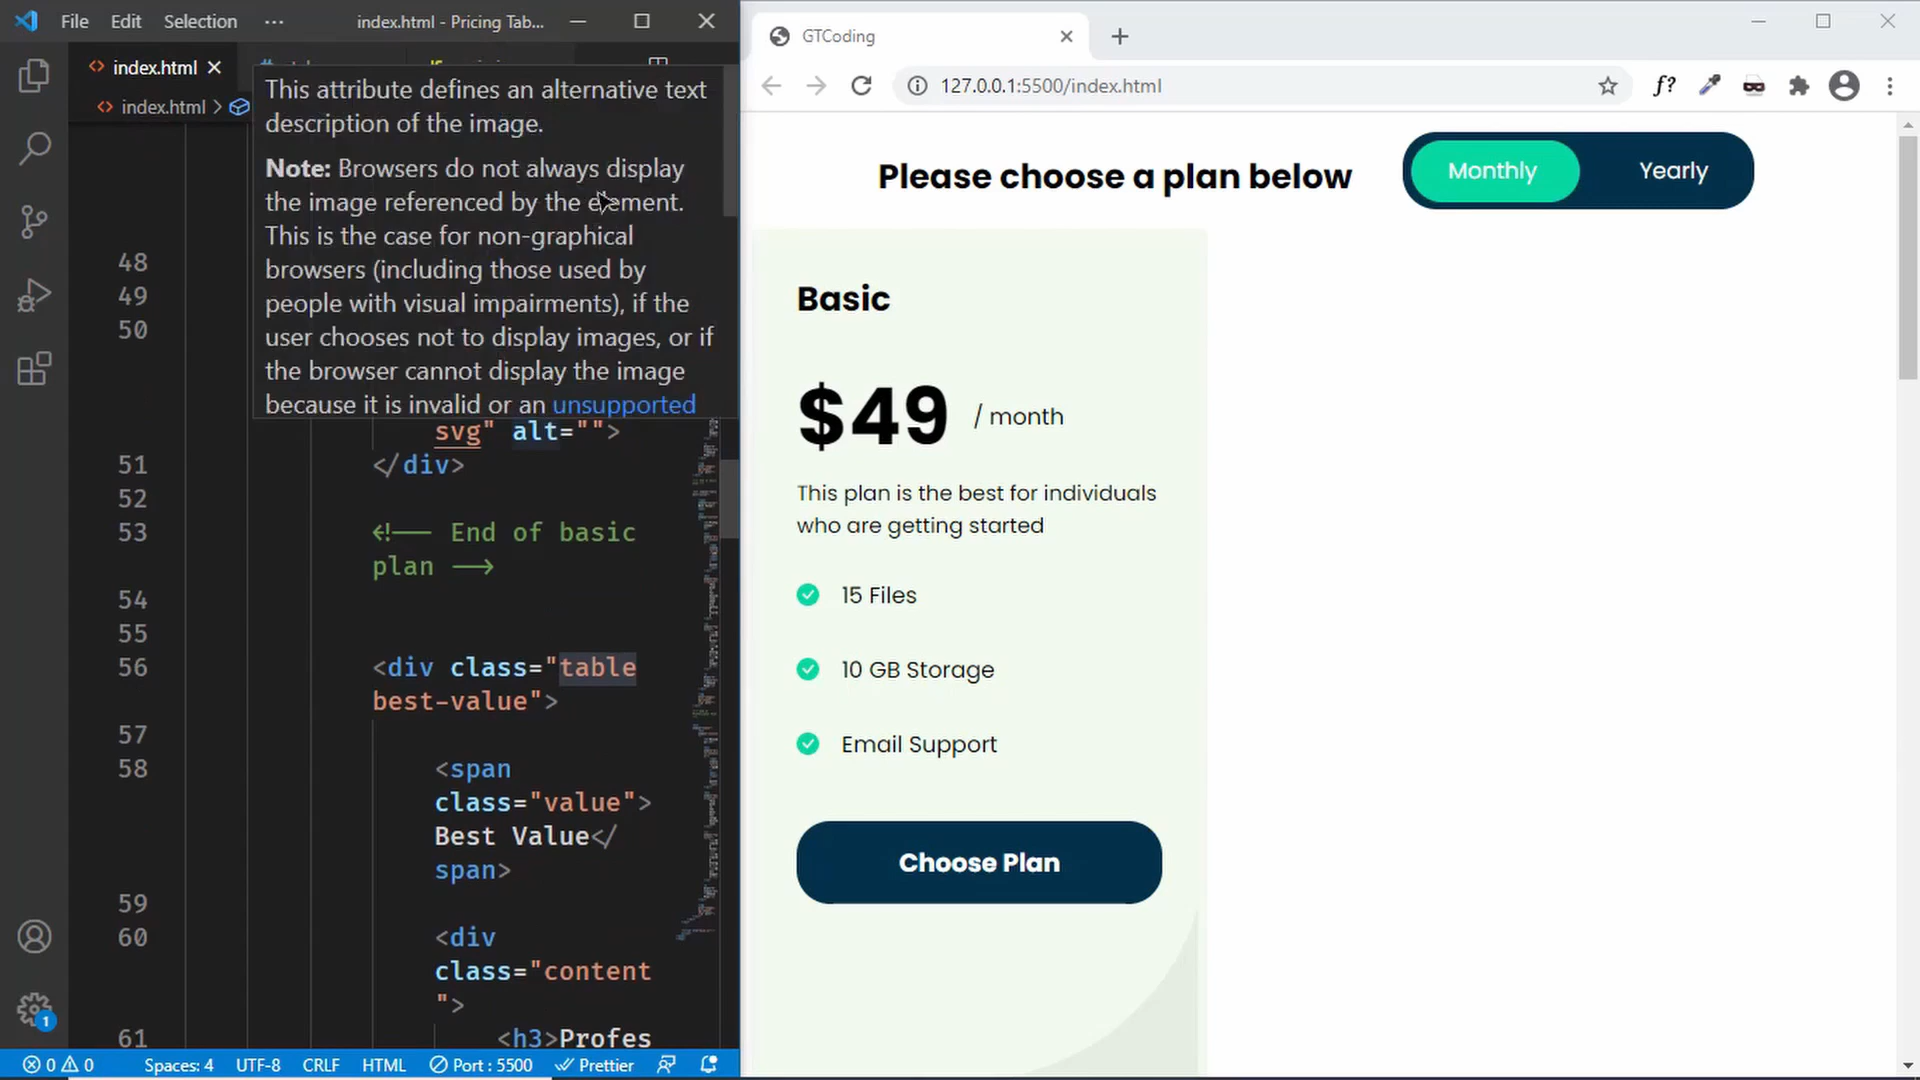 File Edit Selection ··· index.html - Pricing Tab...
index.html
index.html >
This attribute defines an alternative text
description of the image.
Note: Browsers do not always display
the image referenced by the element.
This is the case for non-graphical
browsers (including those used by
people with visual impairments), if the
user chooses not to display images, or if
the browser cannot display the image
because it is invalid or an unsupported
48
49
50
svg" alt="">
51 </div>
52
53 <!-- End of basic
plan -->
54
55
56 <div class="table
best-value">
57
58 <span
class="value">
Best Value</
span>
59
60 <div
class="content
">
61 <h3>Profes
1
0 0 Spaces: 4 UTF-8 CRLF HTML Port : 5500 Prettier
GTCoding
127.0.0.1:5500/index.html
f?
Please choose a plan below
Monthly Yearly
Basic
$49 / month
This plan is the best for individuals
who are getting started
15 Files
10 GB Storage
Email Support
Choose Plan